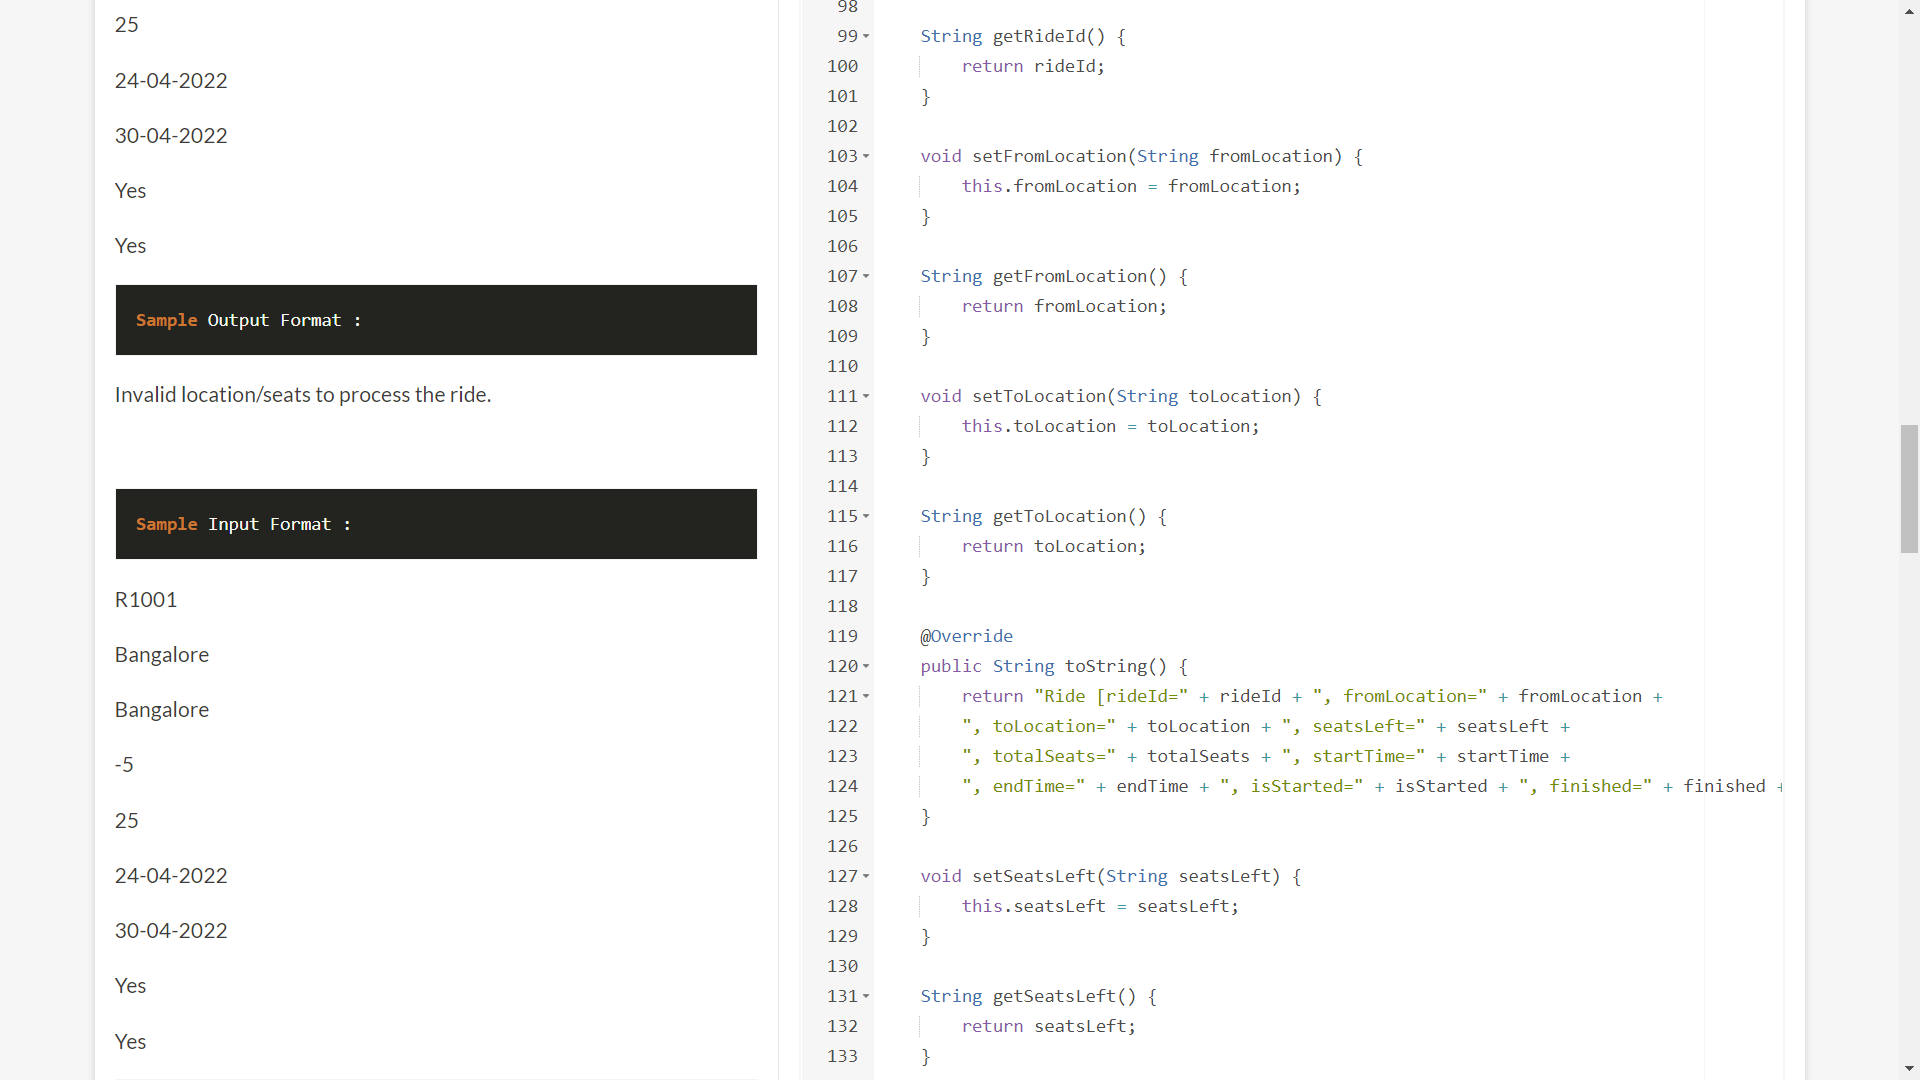 25
24-04-2022
30-04-2022
Yes
Yes
Sample Output Format :
Invalid location/seats to process the ride.
Sample Input Format :
R1001
Bangalore
Bangalore
-5
25
24-04-2022
30-04-2022
Yes
Yes
98
99 String getRideId() {
100 return rideId;
101 }
102
103 void setFromLocation(String fromLocation) {
104 this.fromLocation = fromLocation;
105 }
106
107 String getFromLocation() {
108 return fromLocation;
109 }
110
111 void setToLocation(String toLocation) {
112 this.toLocation = toLocation;
113 }
114
115 String getToLocation() {
116 return toLocation;
117 }
118
119 @Override
120 public String toString() {
121 return "Ride [rideId=" + rideId + ", fromLocation=" + fromLocation +
122 ", toLocation=" + toLocation + ", seatsLeft=" + seatsLeft +
123 ", totalSeats=" + totalSeats + ", startTime=" + startTime +
124 ", endTime=" + endTime + ", isStarted=" + isStarted + ", finished=" + finished +
125 }
126
127 void setSeatsLeft(String seatsLeft) {
128 this.seatsLeft = seatsLeft;
129 }
130
131 String getSeatsLeft() {
132 return seatsLeft;
133 }